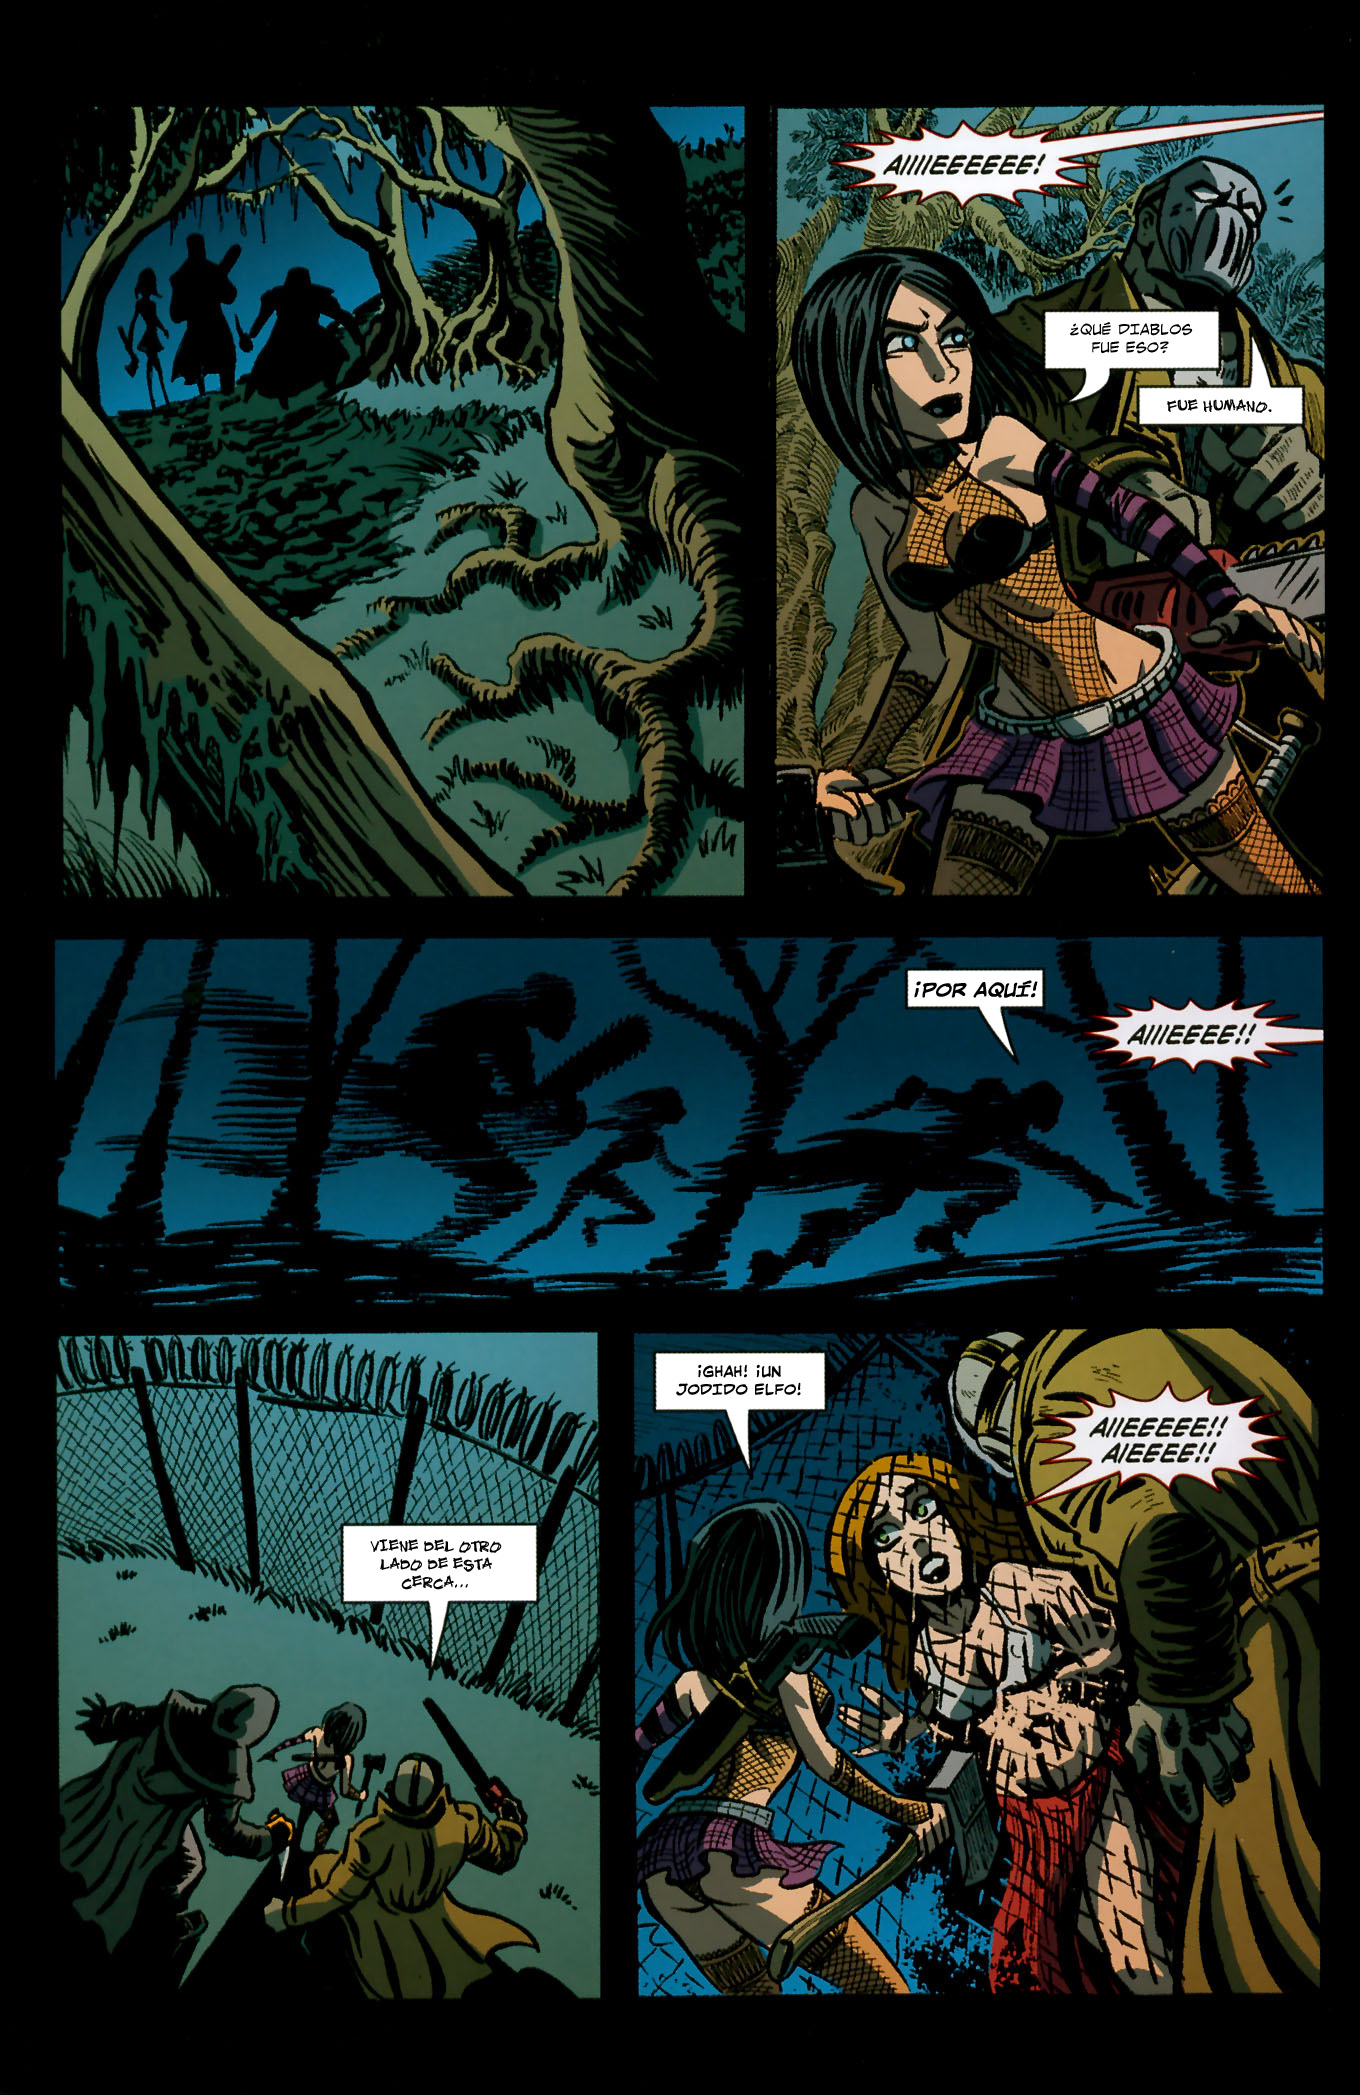 AIIIIEEEEEEE!
¿QUÉ DIABLOS
FUE ESO?
FUE HUMANO.
¡POR AQUÍ!
AIIIEEEE!!
VIENE DEL OTRO
LADO DE ESTA
CERCA...
¡GHAH! ¡UN
JODIDO ELFO!
AIIEEEEE!!
AIEEEE!!